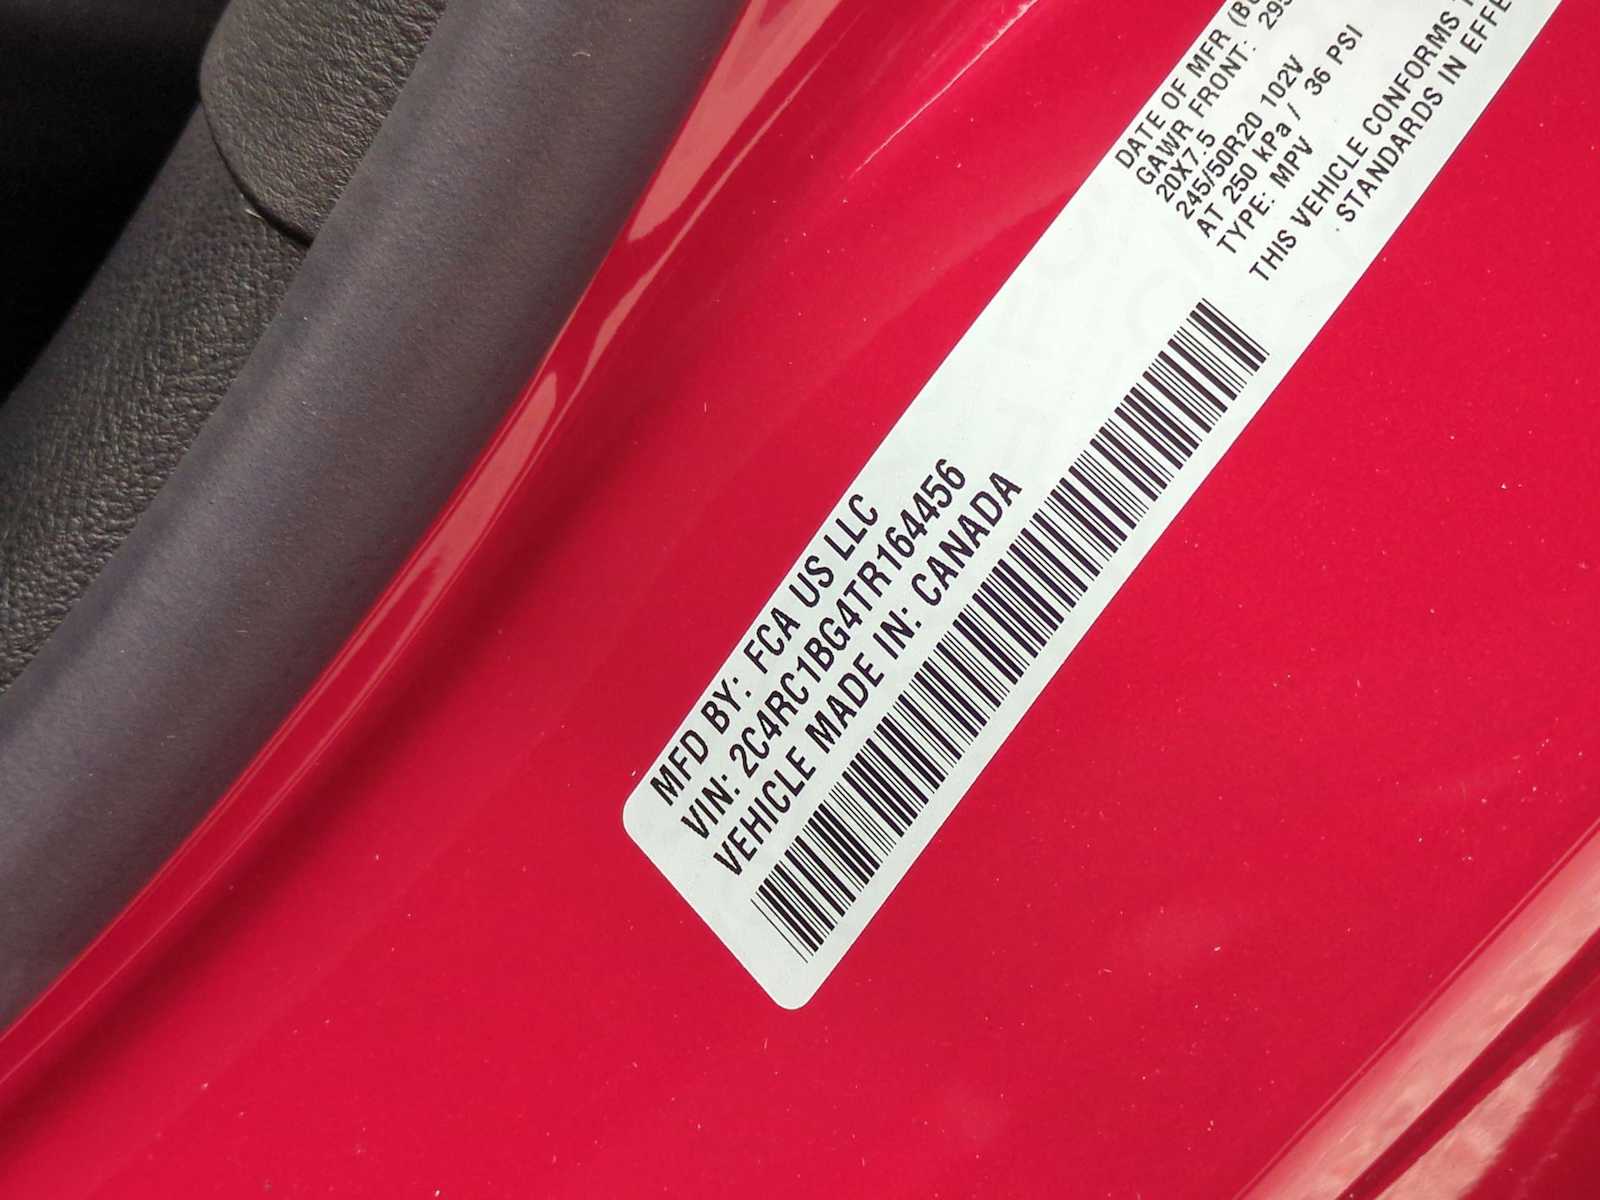 MFD BY: FCA US LLC
VIN: 2C4RC1BG4TR164456
VEHICLE MADE IN: CANADA
DATE OF MFR
GAWR FRONT:
20X7.5
245/50R20 102V
AT 250 kPa / 36 PSI
TYPE: MPV
THIS VEHICLE CONFORMS
STANDARDS IN